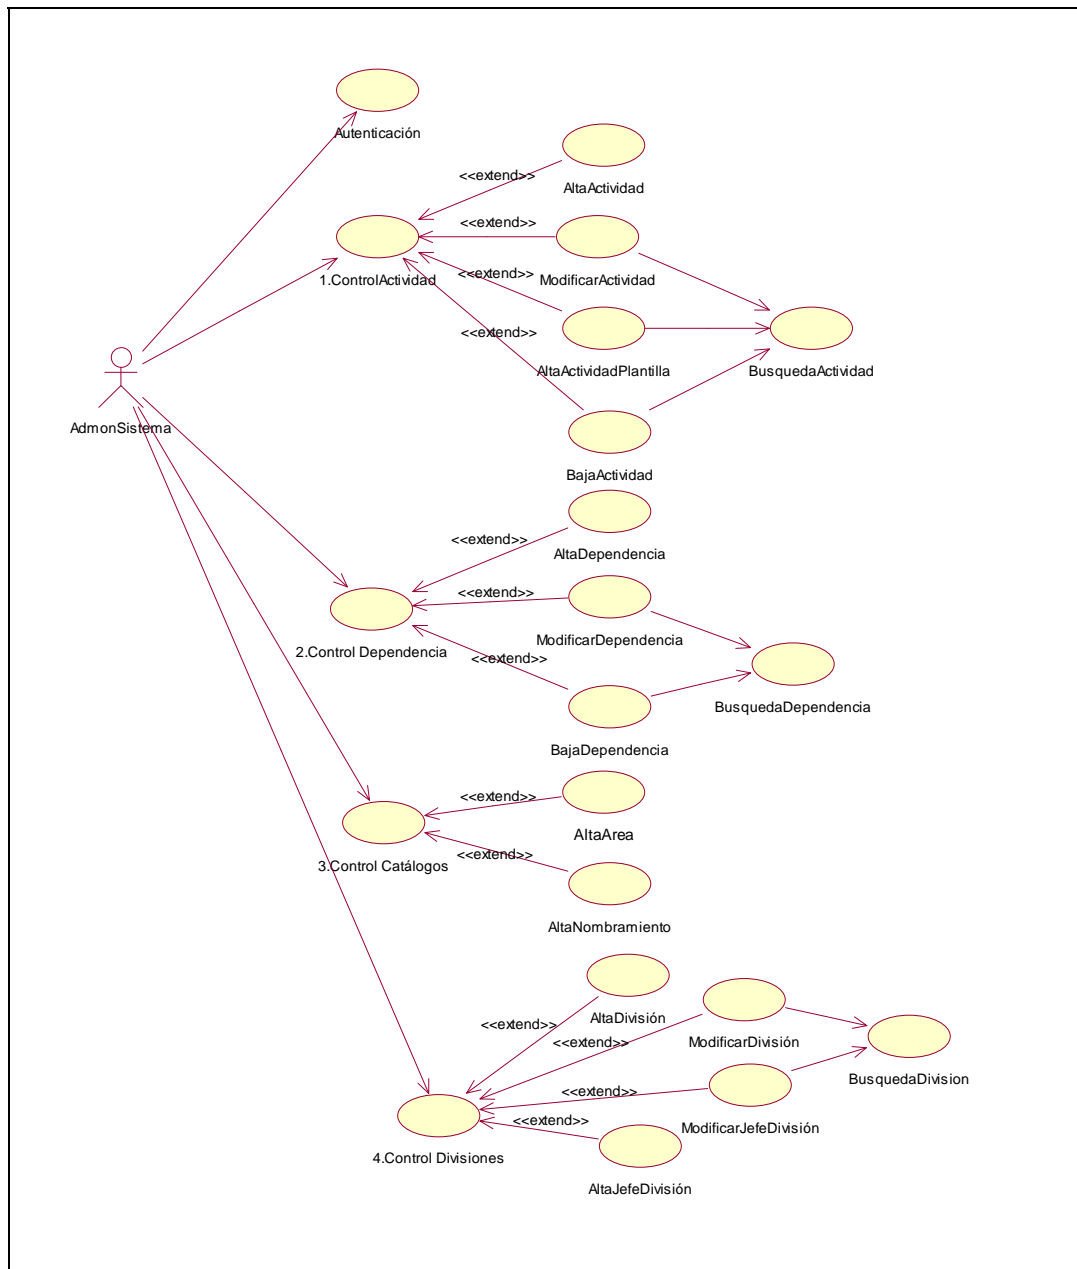 Autenticación
<<extend>>
AltaActividad
<<extend>>
1.ControlActividad
ModificarActividad
<<extend>>
<<extend>>
AltaActividadPlantilla
BusquedaActividad
AdmonSistema
BajaActividad
<<extend>>
AltaDependencia
<<extend>>
2.Control Dependencia
ModificarDependencia
<<extend>>
BusquedaDependencia
BajaDependencia
<<extend>>
AltaArea
<<extend>>
3.Control Catálogos
AltaNombramiento
<<extend>>
AltaDivisión
<<extend>>
ModificarDivisión
BusquedaDivision
<<extend>>
<<extend>>
ModificarJefeDivisión
4.Control Divisiones
AltaJefeDivisión